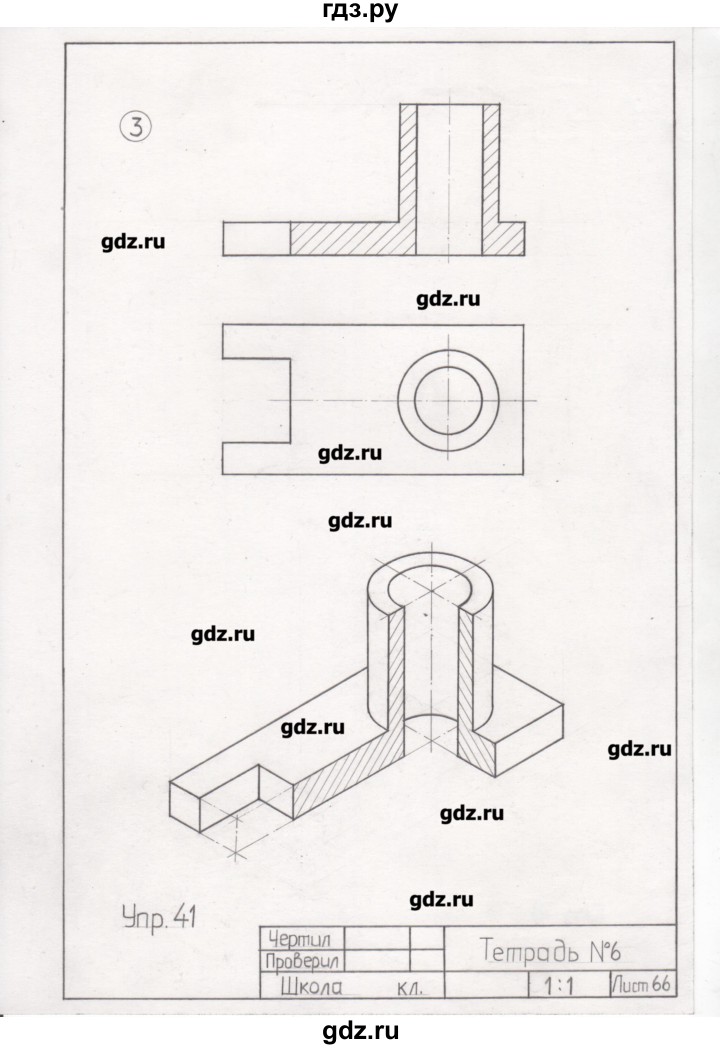 гдз.ру
3
gdz.ru
gdz.ru
gdz.ru
gdz.ru
gdz.ru
gdz.ru
gdz.ru
gdz.ru
gdz.ru
Упр. 41
Чертил
Проверил
Тетрадь №6
Школа кл.
1:1
Лист 66
gdz.ru